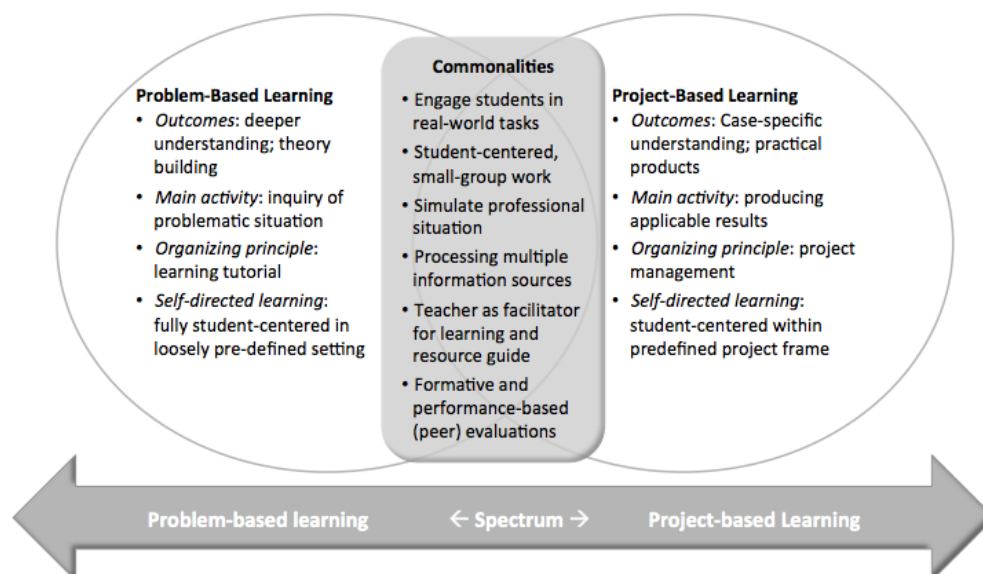 Problem-Based Learning
• Outcomes: deeper
understanding; theory
building
• Main activity: inquiry of
problematic situation
• Organizing principle:
learning tutorial
• Self-directed learning:
fully student-centered in
loosely pre-defined setting
Commonalities
• Engage students in
real-world tasks
• Student-centered,
small-group work
• Simulate professional
situation
• Processing multiple
information sources
• Teacher as facilitator
for learning and
resource guide
• Formative and
performance-based
(peer) evaluations
Project-Based Learning
• Outcomes: Case-specific
understanding; practical
products
• Main activity: producing
applicable results
• Organizing principle: project
management
• Self-directed learning:
student-centered within
predefined project frame
Problem-based learning ← Spectrum → Project-based Learning